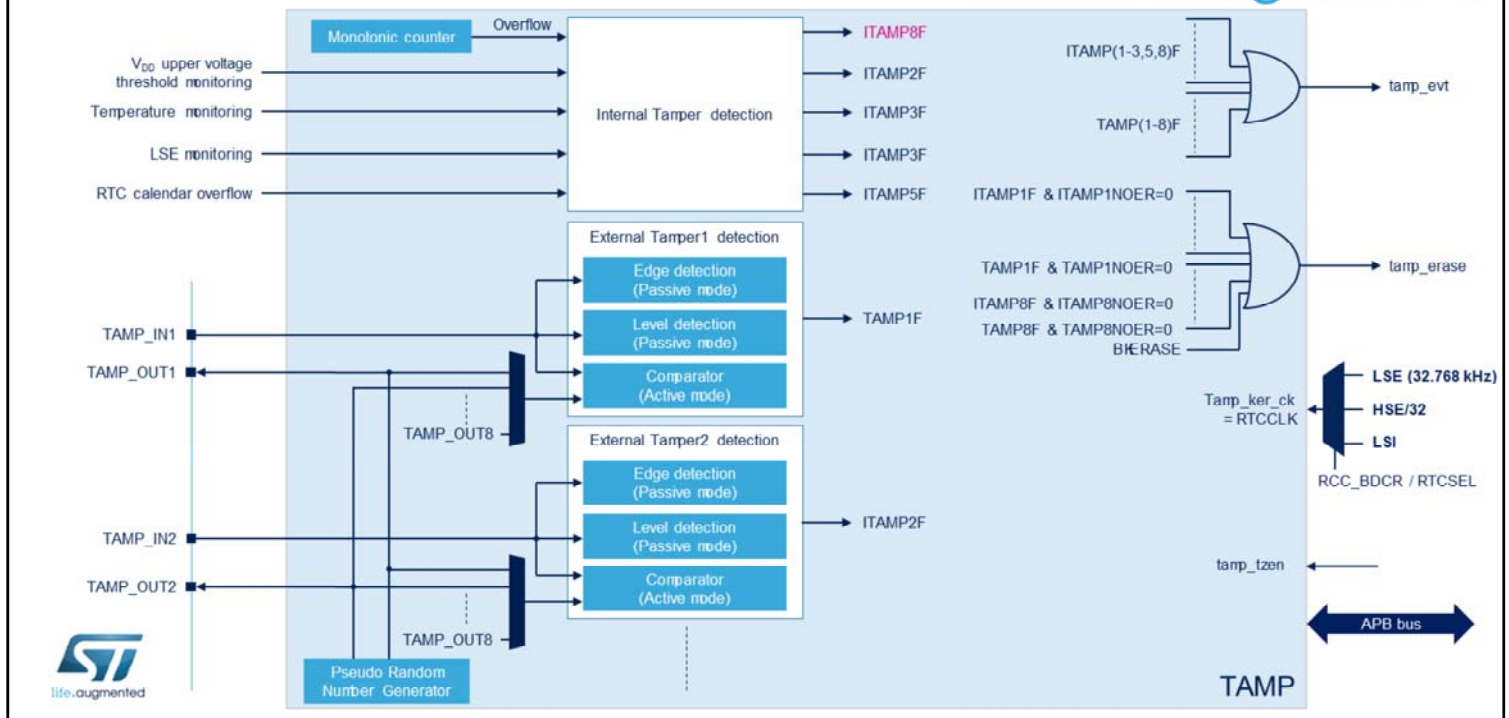 Monotonic counter
Overflow
V_DD upper voltage
threshold monitoring
Temperature monitoring
LSE monitoring
RTC calendar overflow
Internal Tamper detection
ITAMP8F
ITAMP2F
ITAMP3F
ITAMP3F
ITAMP5F
ITAMP(1-3,5,8)F
TAMP(1-8)F
tamp_evt
ITAMP1F & ITAMP1NOER=0
TAMP1F & TAMP1NOER=0
ITAMP8F & ITAMP8NOER=0
TAMP8F & TAMP8NOER=0
BKERASE
tamp_erase
External Tamper1 detection
Edge detection
(Passive mode)
Level detection
(Passive mode)
Comparator
(Active mode)
TAMP_IN1
TAMP_OUT1
TAMP_OUT8
TAMP1F
External Tamper2 detection
Edge detection
(Passive mode)
Level detection
(Passive mode)
Comparator
(Active mode)
TAMP_IN2
TAMP_OUT2
TAMP_OUT8
ITAMP2F
Pseudo Random
Number Generator
Tamp_ker_ck
= RTCCLK
LSE (32.768 kHz)
HSE/32
LSI
RCC_BDCR / RTCSEL
tamp_tzen
APB bus
TAMP
ST
life.augmented